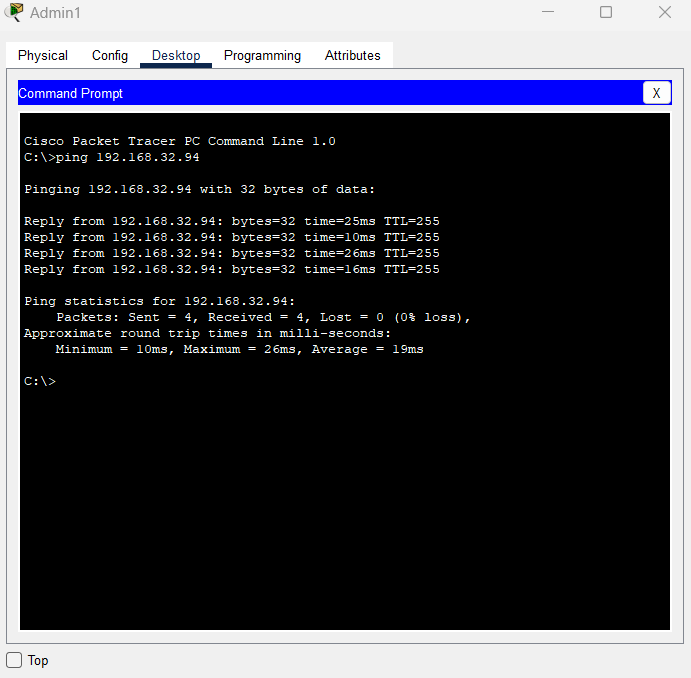 Admin1
Physical Config Desktop Programming Attributes
Command Prompt X
Cisco Packet Tracer PC Command Line 1.0
C:\>ping 192.168.32.94
Pinging 192.168.32.94 with 32 bytes of data:
Reply from 192.168.32.94: bytes=32 time=25ms TTL=255
Reply from 192.168.32.94: bytes=32 time=10ms TTL=255
Reply from 192.168.32.94: bytes=32 time=26ms TTL=255
Reply from 192.168.32.94: bytes=32 time=16ms TTL=255
Ping statistics for 192.168.32.94:
Packets: Sent = 4, Received = 4, Lost = 0 (0% loss),
Approximate round trip times in milli-seconds:
Minimum = 10ms, Maximum = 26ms, Average = 19ms
C:\>
Top